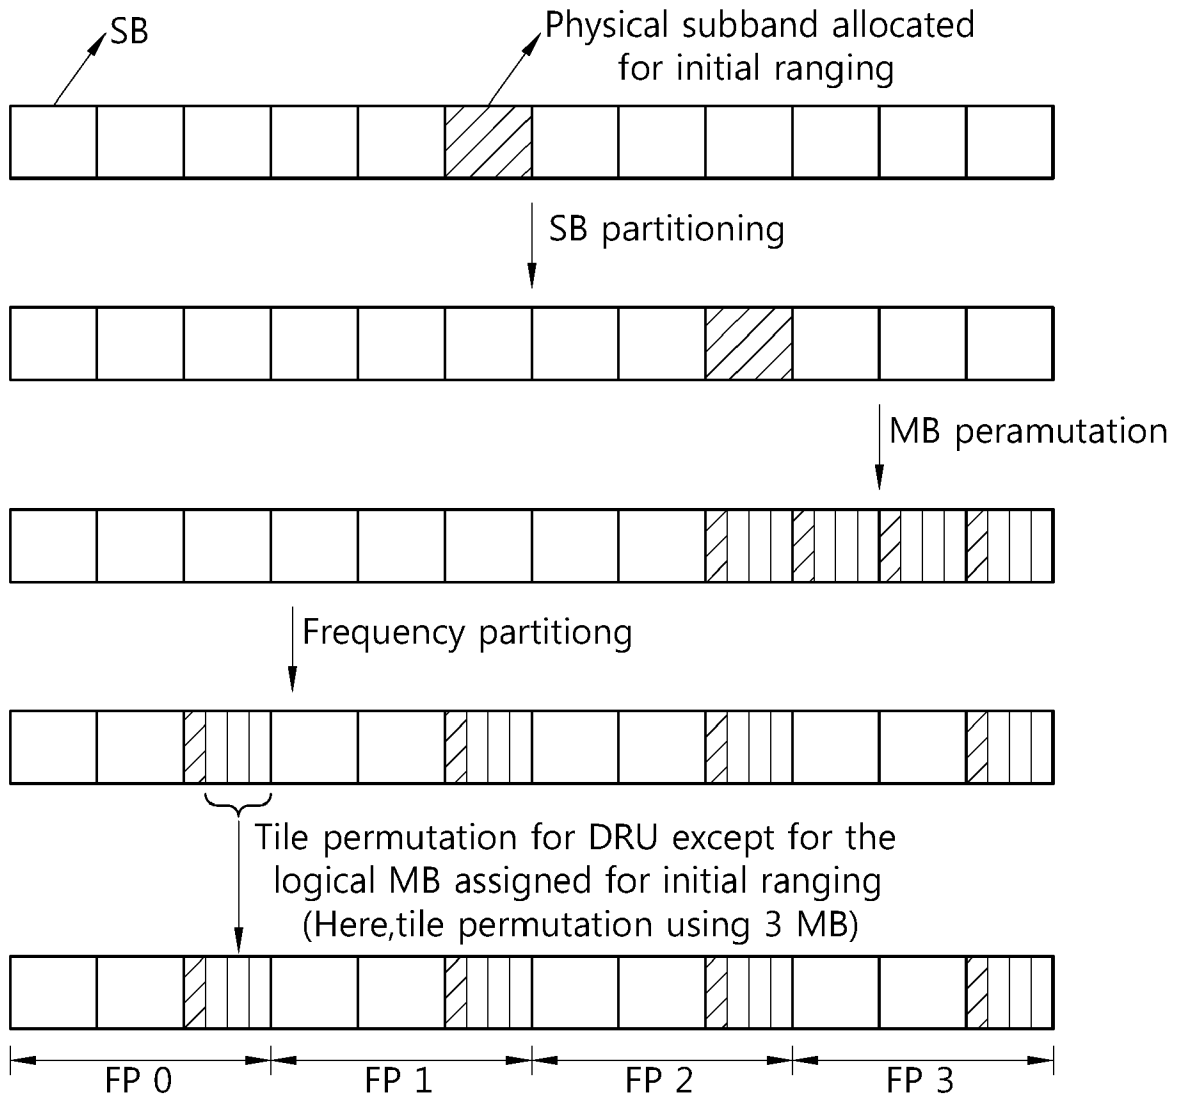 SB
Physical subband allocated
for initial ranging
SB partitioning
MB peramutation
Frequency partitiong
Tile permutation for DRU except for the
logical MB assigned for initial ranging
(Here,tile permutation using 3 MB)
FP 0
FP 1
FP 2
FP 3